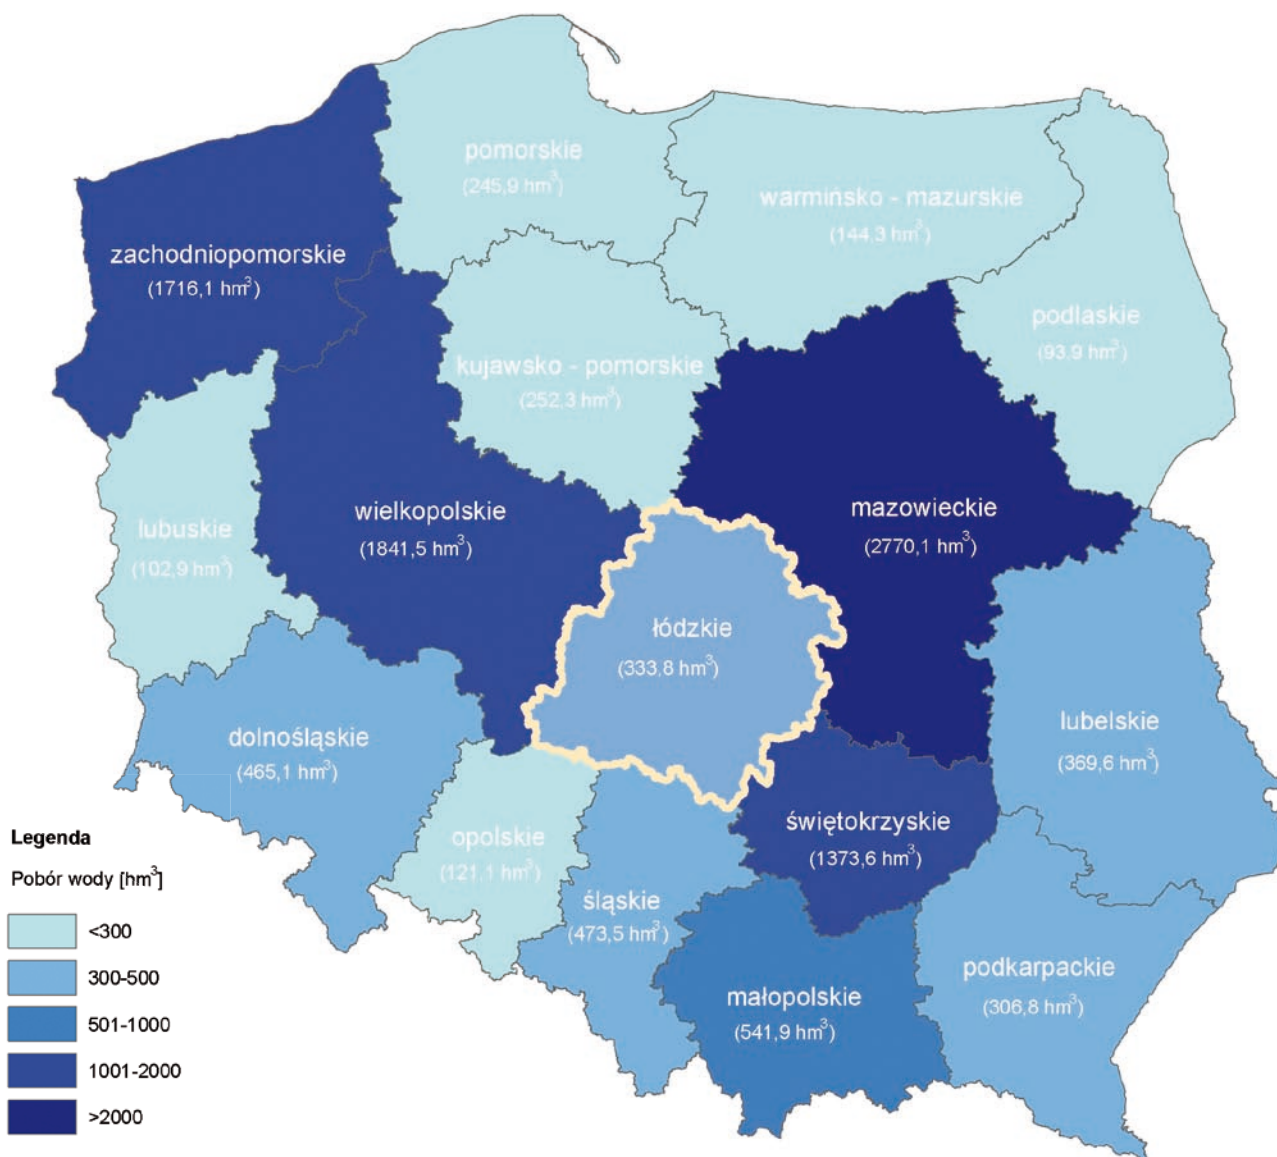 pomorskie
(245,9 hm³)
warmińsko - mazurskie
(144,3 hm³)
zachodniopomorskie
(1716,1 hm³)
podlaskie
(93,9 hm³)
kujawsko - pomorskie
(252,3 hm³)
wielkopolskie
(1841,5 hm³)
mazowieckie
(2770,1 hm³)
lubuskie
(102,9 hm³)
łódzkie
(333,8 hm³)
lubelskie
(369,6 hm³)
dolnośląskie
(465,1 hm³)
opolskie
(121,1 hm³)
świętokrzyskie
(1373,6 hm³)
śląskie
(473,5 hm³)
podkarpackie
(306,8 hm³)
małopolskie
(541,9 hm³)
Legenda
Pobór wody [hm³]
<300
300-500
501-1000
1001-2000
>2000